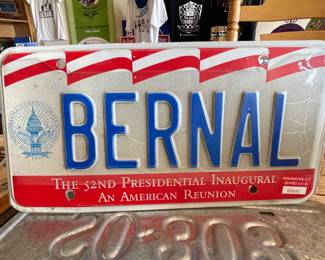 BERNAL
THE 52ND PRESIDENTIAL INAUGURAL
AN AMERICAN REUNION